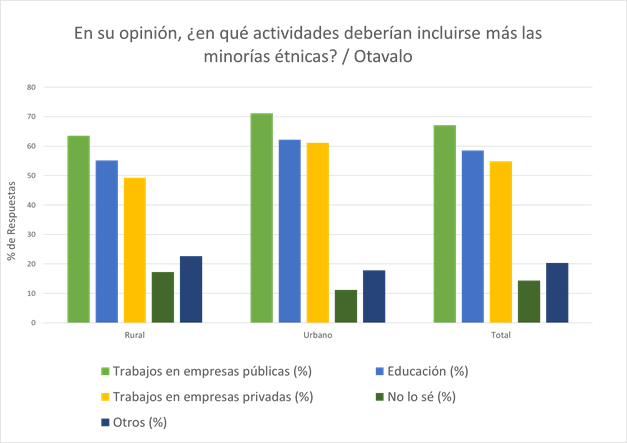 En su opinión, ¿en qué actividades deberían incluirse más las
minorías étnicas? / Otavalo
80
70
60
50
40
30
20
10
0
% de Respuestas
Rural Urbano Total
Trabajos en empresas públicas (%) Educación (%)
Trabajos en empresas privadas (%) No lo sé (%)
Otros (%)